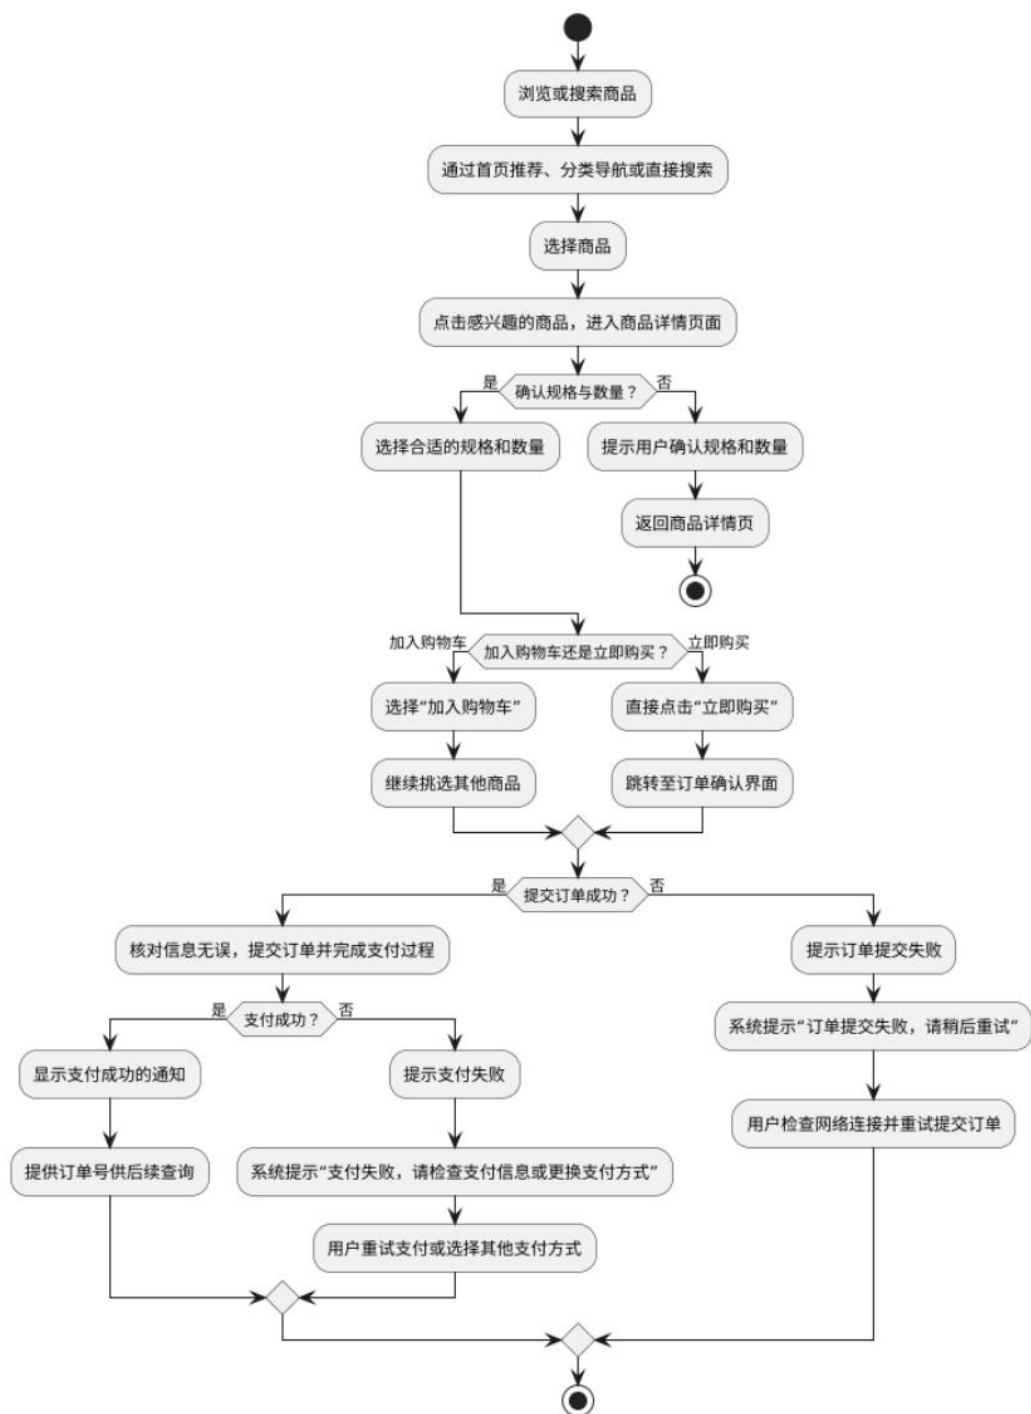 浏览或搜索商品
通过首页推荐、分类导航或直接搜索
选择商品
点击感兴趣的商品，进入商品详情页面
是
确认规格与数量？
否
选择合适的规格和数量
提示用户确认规格和数量
返回商品详情页
加入购物车
加入购物车还是立即购买？
立即购买
选择“加入购物车”
直接点击“立即购买”
继续挑选其他商品
跳转至订单确认界面
是
提交订单成功？
否
核对信息无误，提交订单并完成支付过程
提示订单提交失败
是
支付成功？
否
系统提示“订单提交失败，请稍后重试”
显示支付成功的通知
提示支付失败
用户检查网络连接并重试提交订单
提供订单号供后续查询
系统提示“支付失败，请检查支付信息或更换支付方式”
用户重试支付或选择其他支付方式